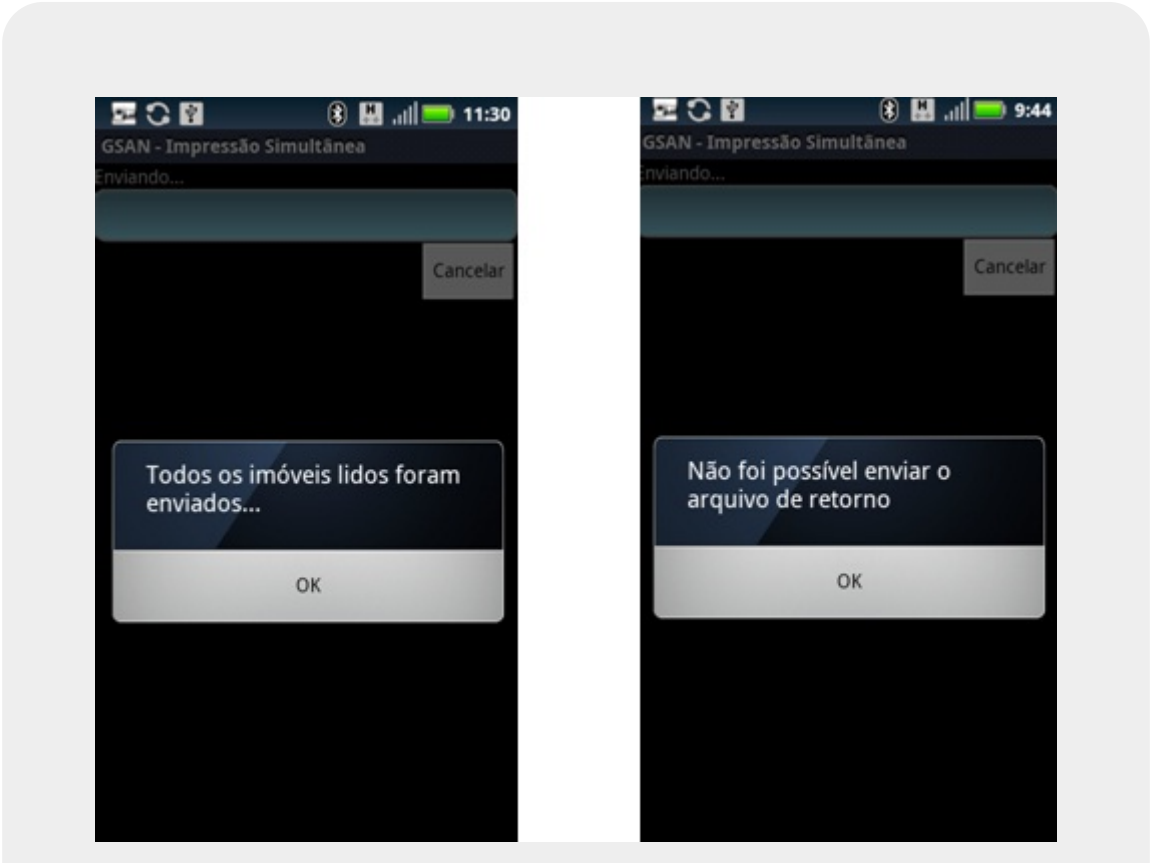 11:30
GSAN - Impressão Simultânea
Enviando...
Cancelar
Todos os imóveis lidos foram
enviados...
OK
9:44
GSAN - Impressão Simultânea
Enviando...
Cancelar
Não foi possível enviar o
arquivo de retorno
OK